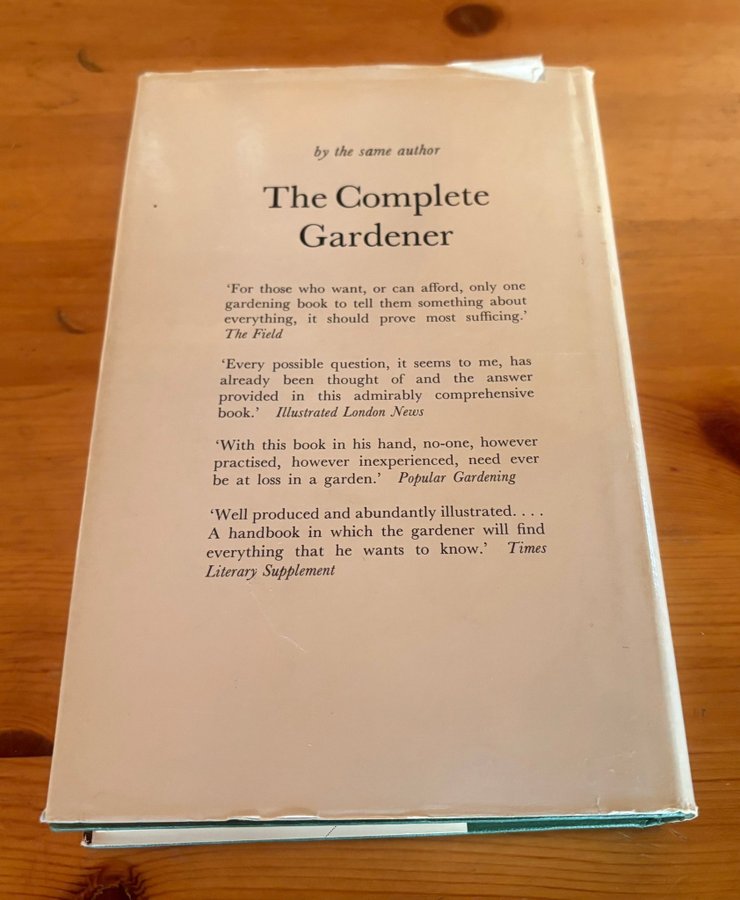 by the same author
The Complete
Gardener
‘For those who want, or can afford, only one
gardening book to tell them something about
everything, it should prove most sufficing.’
The Field
‘Every possible question, it seems to me, has
already been thought of and the answer
provided in this admirably comprehensive
book.’ Illustrated London News
‘With this book in his hand, no-one, however
practised, however inexperienced, need ever
be at loss in a garden.’ Popular Gardening
‘Well produced and abundantly illustrated. . . .
A handbook in which the gardener will find
everything that he wants to know.’ Times
Literary Supplement